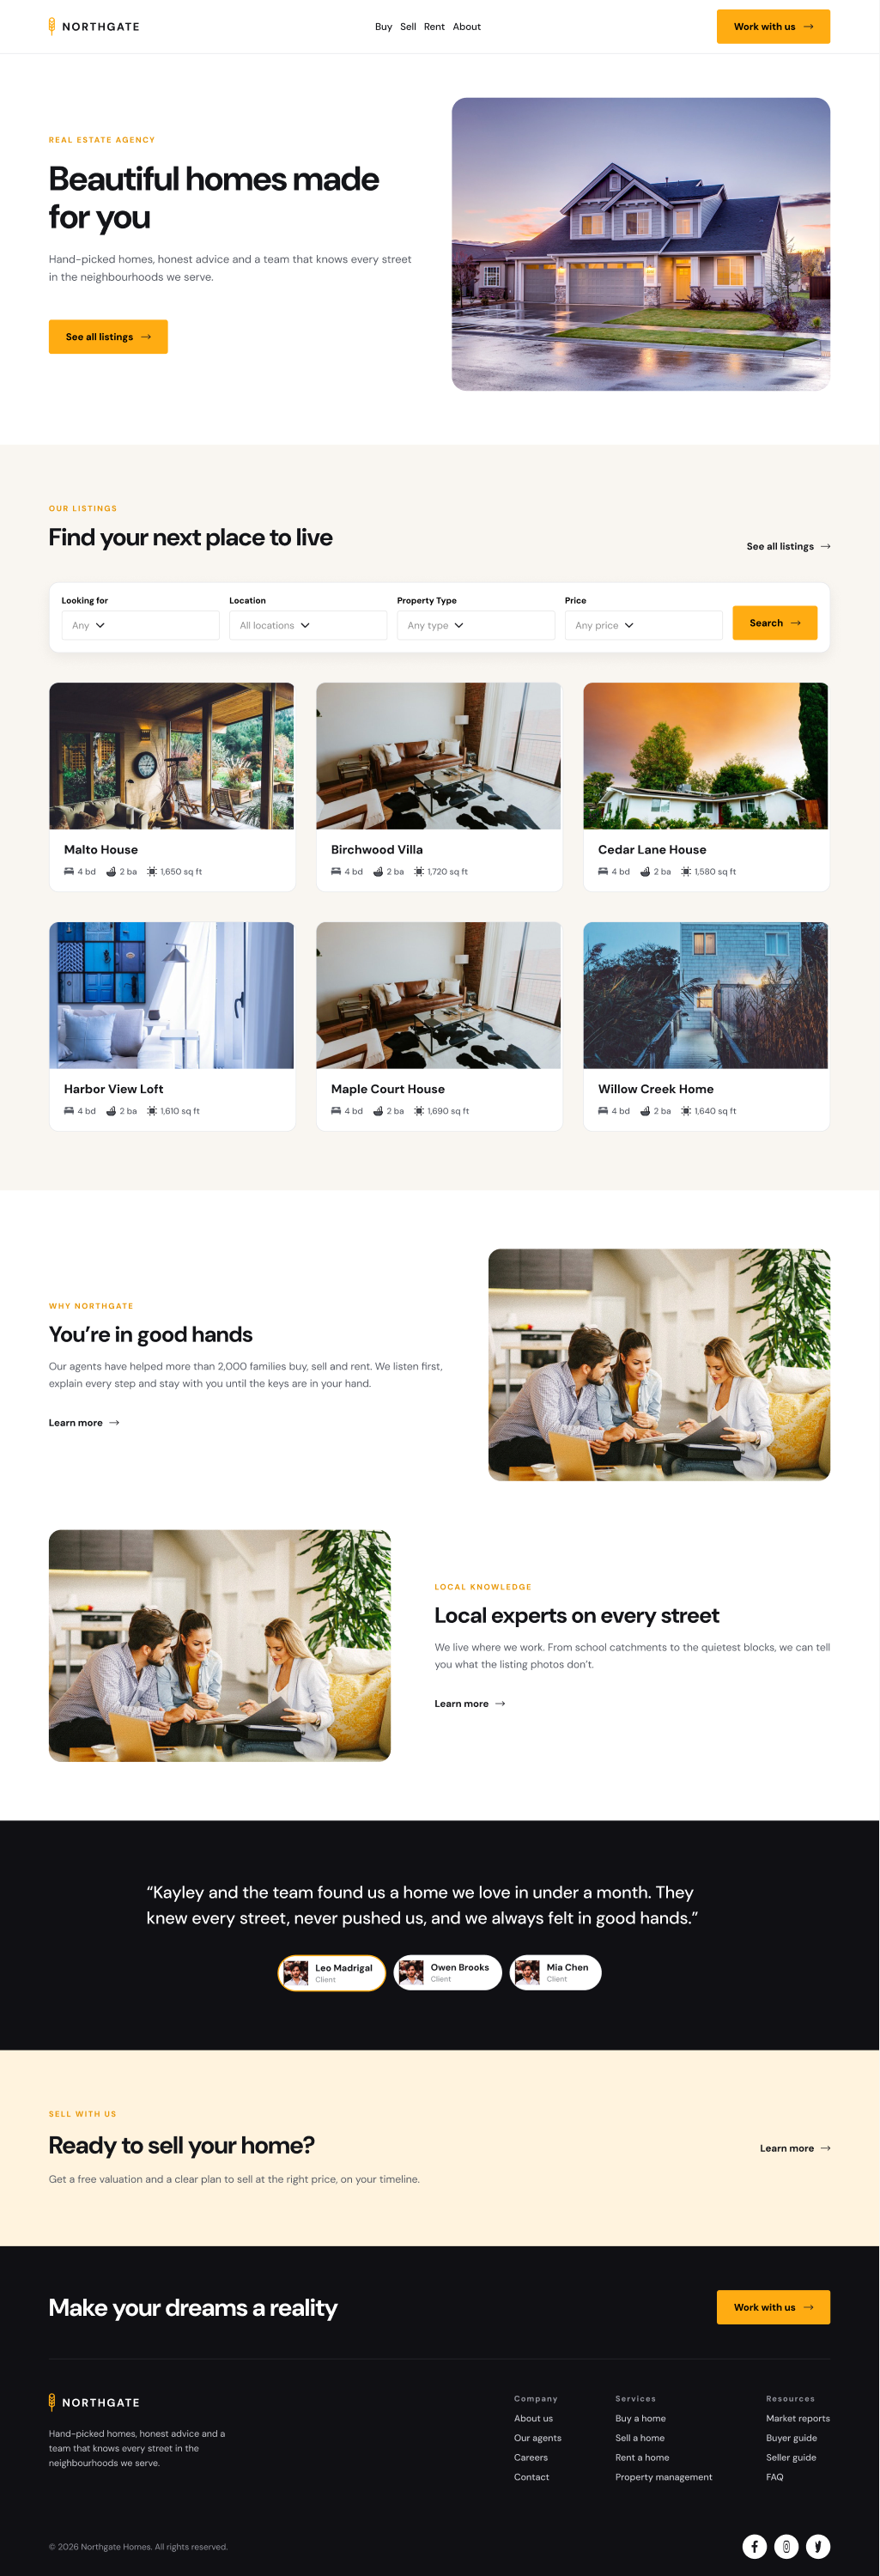 NORTHGATE
Buy Sell Rent About
Work with us
REAL ESTATE AGENCY
Beautiful homes made
for you
Hand-picked homes, honest advice and a team that knows every street
in the neighbourhoods we serve.
See all listings
OUR LISTINGS
Find your next place to live
See all listings
Looking for
Any
Location
All locations
Property Type
Any type
Price
Any price
Search
Malto House
4 bd 2 ba 1,650 sq ft
Birchwood Villa
4 bd 2 ba 1,720 sq ft
Cedar Lane House
4 bd 2 ba 1,580 sq ft
Harbor View Loft
4 bd 2 ba 1,610 sq ft
Maple Court House
4 bd 2 ba 1,690 sq ft
Willow Creek Home
4 bd 2 ba 1,640 sq ft
WHY NORTHGATE
You’re in good hands
Our agents have helped more than 2,000 families buy, sell and rent. We listen first,
explain every step and stay with you until the keys are in your hand.
Learn more
LOCAL KNOWLEDGE
Local experts on every street
We live where we work. From school catchments to the quietest blocks, we can tell
you what the listing photos don’t.
Learn more
“Kayley and the team found us a home we love in under a month. They
knew every street, never pushed us, and we always felt in good hands.”
Leo Madrigal
Client
Owen Brooks
Client
Mia Chen
Client
SELL WITH US
Ready to sell your home?
Get a free valuation and a clear plan to sell at the right price, on your timeline.
Learn more
Make your dreams a reality
Work with us
NORTHGATE
Hand-picked homes, honest advice and a
team that knows every street in the
neighbourhoods we serve.
Company
About us
Our agents
Careers
Contact
Services
Buy a home
Sell a home
Rent a home
Property management
Resources
Market reports
Buyer guide
Seller guide
FAQ
© 2026 Northgate Homes. All rights reserved.